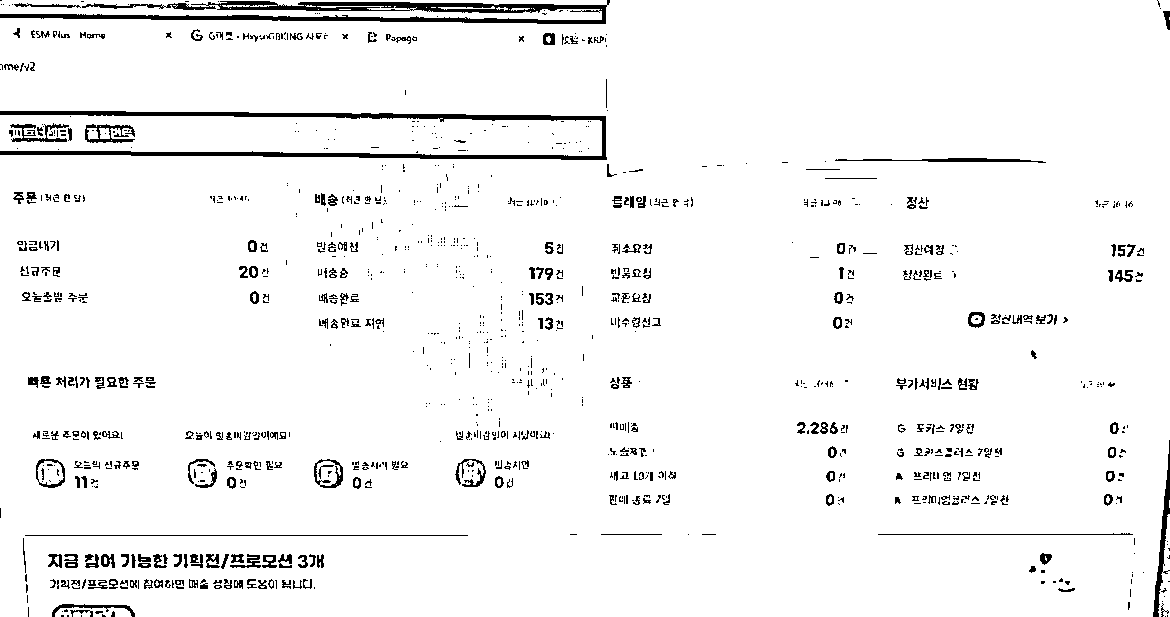 ESM Plus Home
Papago
ome/v2
파트너센터
주문 (최근 한 달)
입금대기 0건
신규주문 20건
오늘출발 주문 0건
배송 (최근 한 달)
발송예정 5건
배송중 179건
배송완료 153건
배송완료 지연 13건
클레임 (최근 한 달)
취소요청 0건
반품요청 1건
교환요청 0건
미수령신고 0건
정산
정산예정 157건
정산완료 145건
정산내역 보기 >
빠른 처리가 필요한 주문
새로운 주문이 왔어요!
오늘의 신규주문
11건
오늘이 발송마감일이에요!
주문확인 필요
0건
발송처리 필요
0건
발송마감일이 지났어요!
발송지연
0건
상품
판매중 2,286건
노출제한 0건
재고 10개 이하 0건
판매 종료 7일 0건
부가서비스 현황
G 포커스 7일전 0건
G 포커스플러스 7일전 0건
A 프리미엄 7일전 0건
A 프리미엄플러스 7일전 0건
지금 참여 가능한 기획전/프로모션 3개
기획전/프로모션에 참여하면 매출 성장에 도움이 됩니다.